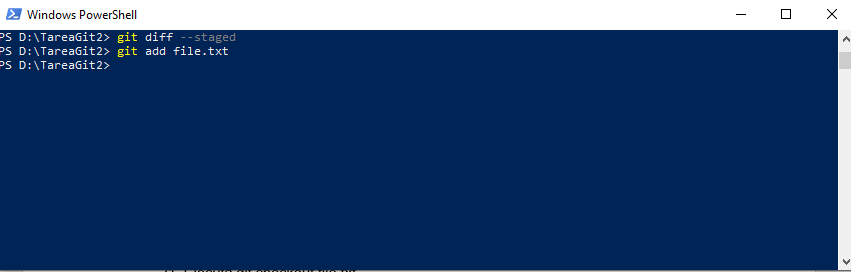 Windows PowerShell
PS D:\TareaGit2> git diff --staged
PS D:\TareaGit2> git add file.txt
PS D:\TareaGit2>